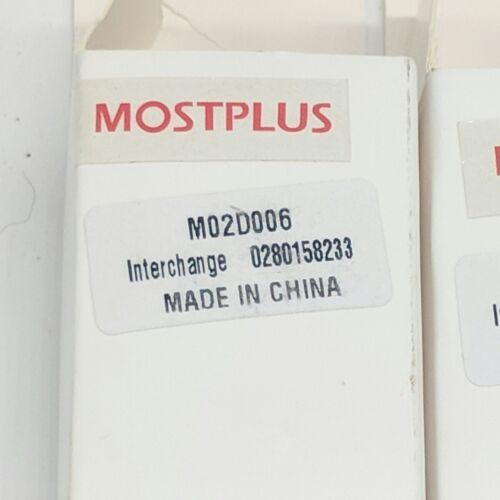 MOSTPLUS
M02D006
Interchange 0280158233
MADE IN CHINA